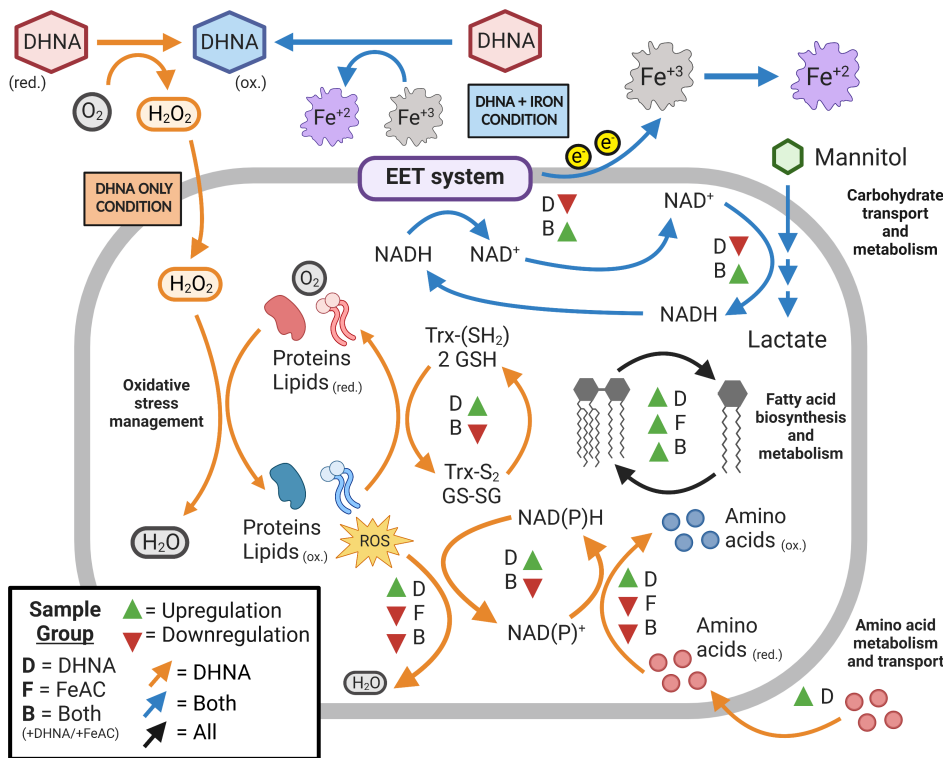 DHNA
(red.)
DHNA
(ox.)
DHNA
O2
H2O2
Fe+2
Fe+3
DHNA + IRON
CONDITION
Fe+3
Fe+2
e-
e-
EET system
Mannitol
DHNA ONLY
CONDITION
Carbohydrate
transport
and
metabolism
D
B
NAD+
NADH
NAD+
D
B
NADH
Lactate
H2O2
O2
Proteins
Lipids (red.)
Trx-(SH2)
2 GSH
D
B
Trx-S2
GS-SG
Oxidative
stress
management
D
F
B
Fatty acid
biosynthesis
and
metabolism
H2O
Proteins
Lipids (ox.)
ROS
NAD(P)H
D
B
NAD(P)+
Amino
acids (ox.)
D
F
B
D
F
B
Amino
acids (red.)
H2O
Amino acid
metabolism
and transport
D
Sample
Group
= Upregulation
= Downregulation
D = DHNA
F = FeAC
B = Both
(+DHNA/+FeAC)
= DHNA
= Both
= All